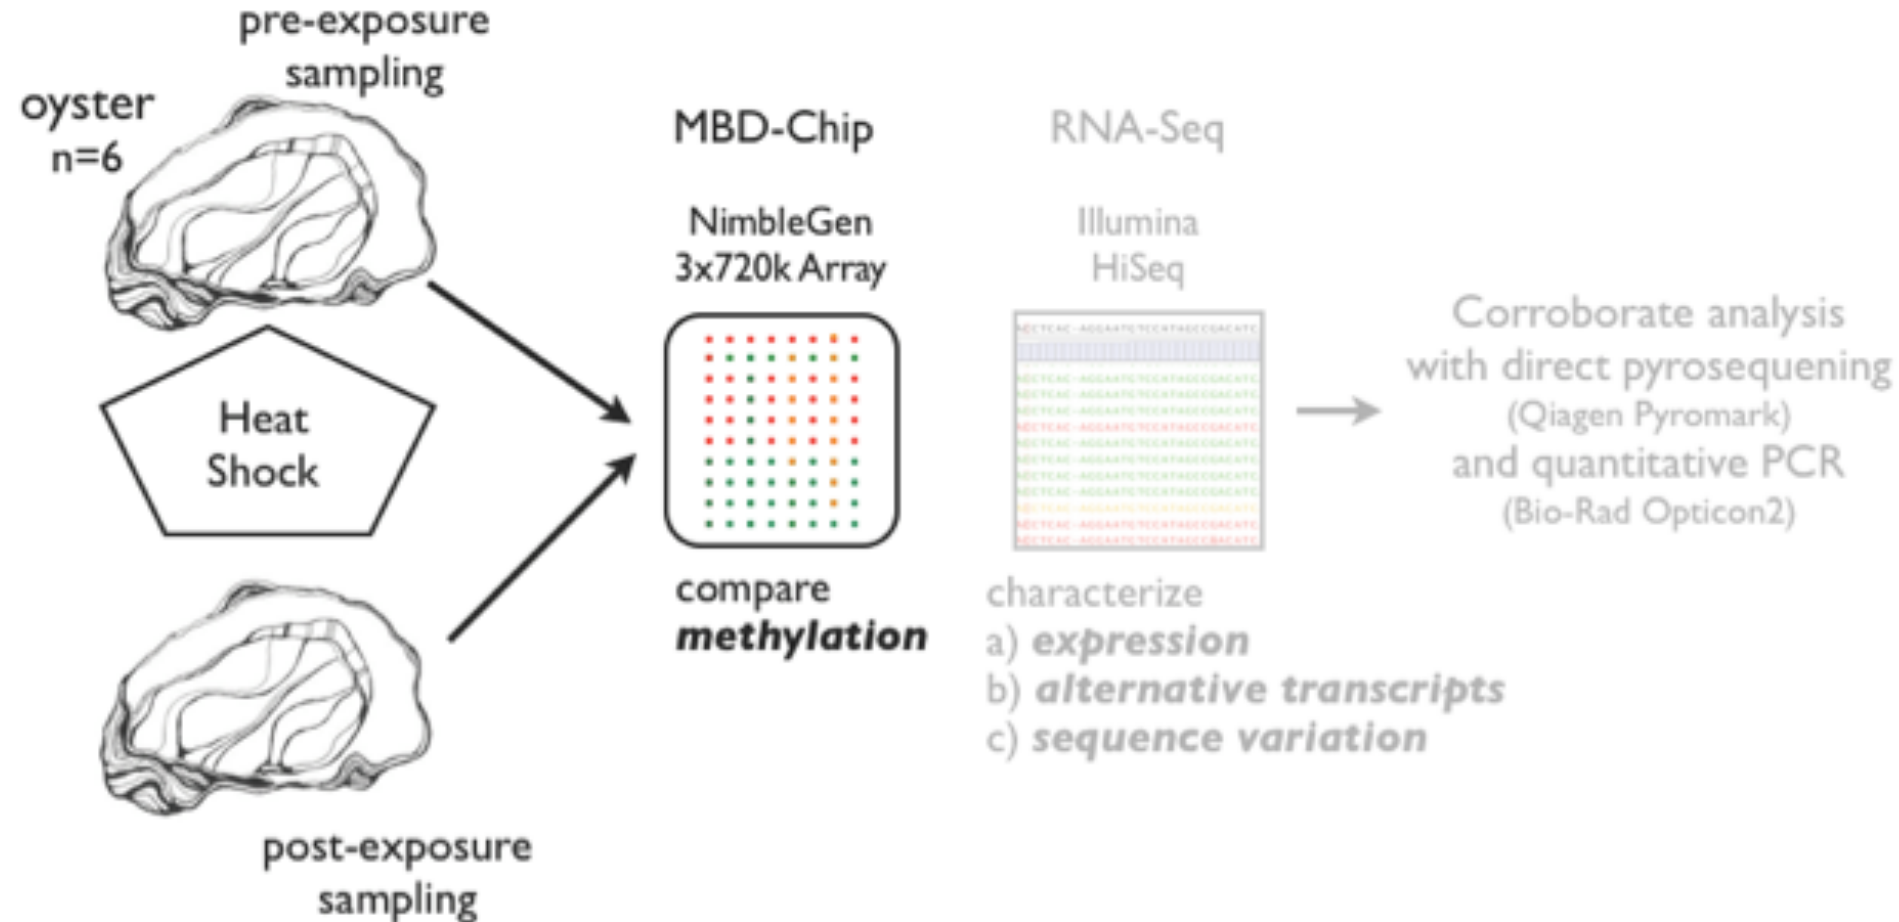 pre-exposure
sampling
oyster
n=6
Heat
Shock
post-exposure
sampling
MBD-Chip
NimbleGen
3x720k Array
compare
methylation
RNA-Seq
Illumina
HiSeq
characterize
a) expression
b) alternative transcripts
c) sequence variation
Corroborate analysis
with direct pyrosequening
(Qiagen Pyromark)
and quantitative PCR
(Bio-Rad Opticon2)